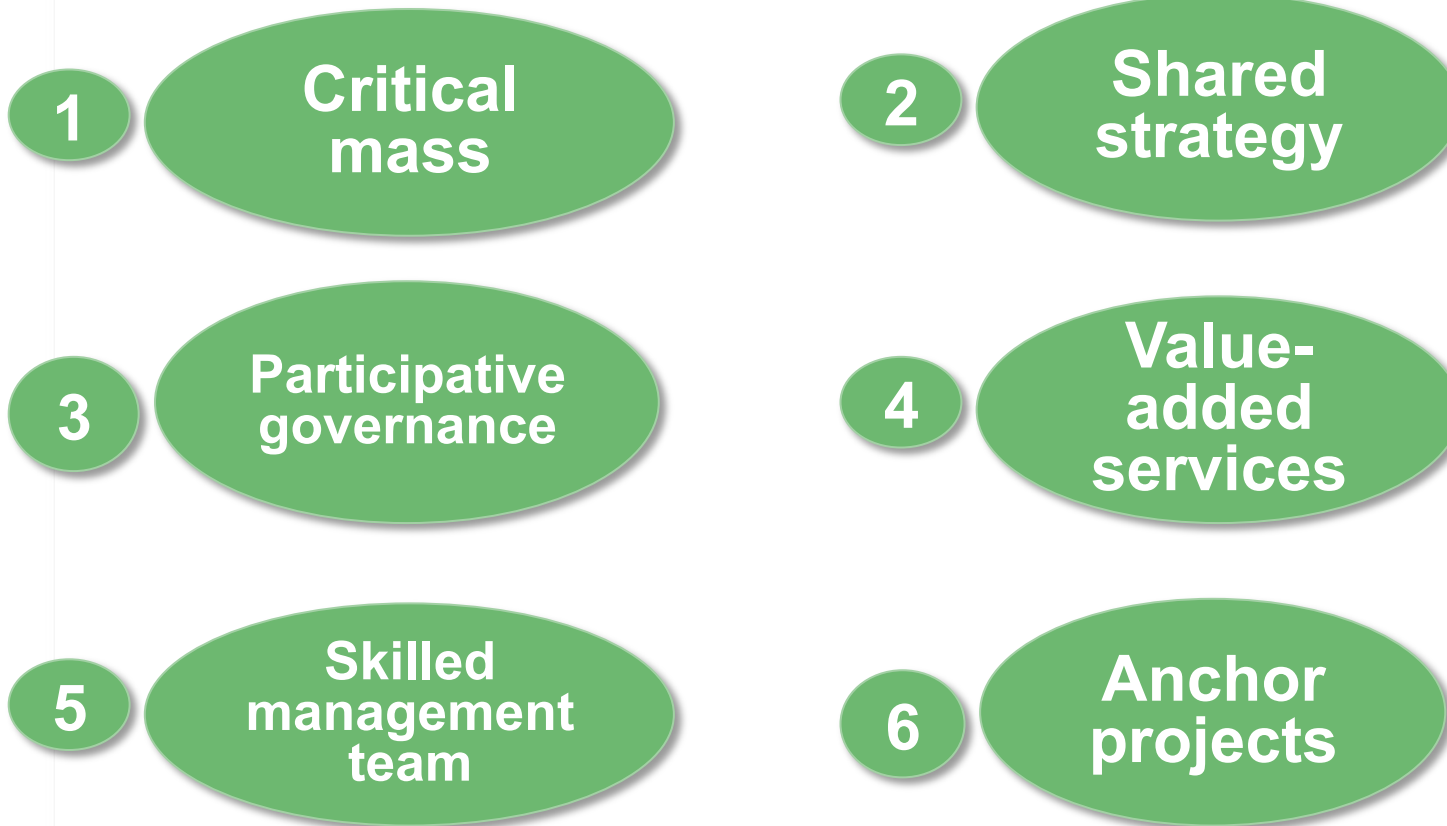 1
Critical
mass
2
Shared
strategy
3
Participative
governance
4
Value-
added
services
5
Skilled
management
team
6
Anchor
projects